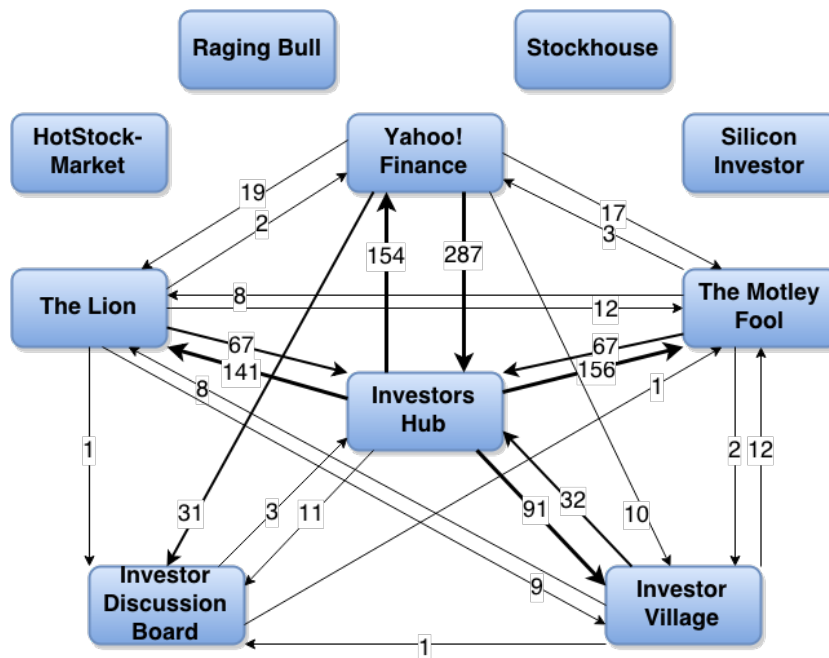 Raging Bull
Stockhouse
HotStock-
Market
Yahoo!
Finance
Silicon
Investor
19
2
17
3
154
287
The Lion
The Motley
Fool
8
12
67
141
67
156
8
1
Investors
Hub
1
2
12
31
3
11
91
32
10
9
Investor
Discussion
Board
Investor
Village
1